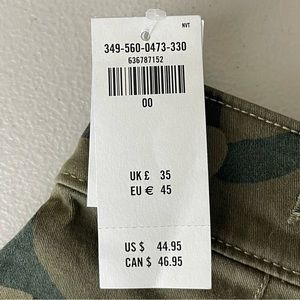 NVT
349-560-0473-330
636787152
00
UK £ 35
EU € 45
US $ 44.95
CAN $ 46.95